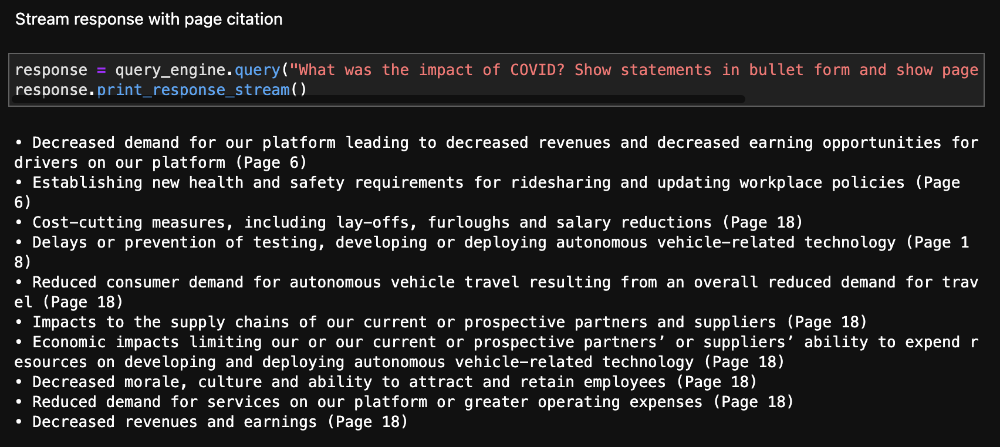 Stream response with page citation
response = query_engine.query("What was the impact of COVID? Show statements in bullet form and show page
response.print_response_stream()
• Decreased demand for our platform leading to decreased revenues and decreased earning opportunities for
drivers on our platform (Page 6)
• Establishing new health and safety requirements for ridesharing and updating workplace policies (Page
6)
• Cost-cutting measures, including lay-offs, furloughs and salary reductions (Page 18)
• Delays or prevention of testing, developing or deploying autonomous vehicle-related technology (Page 1
8)
• Reduced consumer demand for autonomous vehicle travel resulting from an overall reduced demand for trav
el (Page 18)
• Impacts to the supply chains of our current or prospective partners and suppliers (Page 18)
• Economic impacts limiting our or our current or prospective partners’ or suppliers’ ability to expend r
esources on developing and deploying autonomous vehicle-related technology (Page 18)
• Decreased morale, culture and ability to attract and retain employees (Page 18)
• Reduced demand for services on our platform or greater operating expenses (Page 18)
• Decreased revenues and earnings (Page 18)